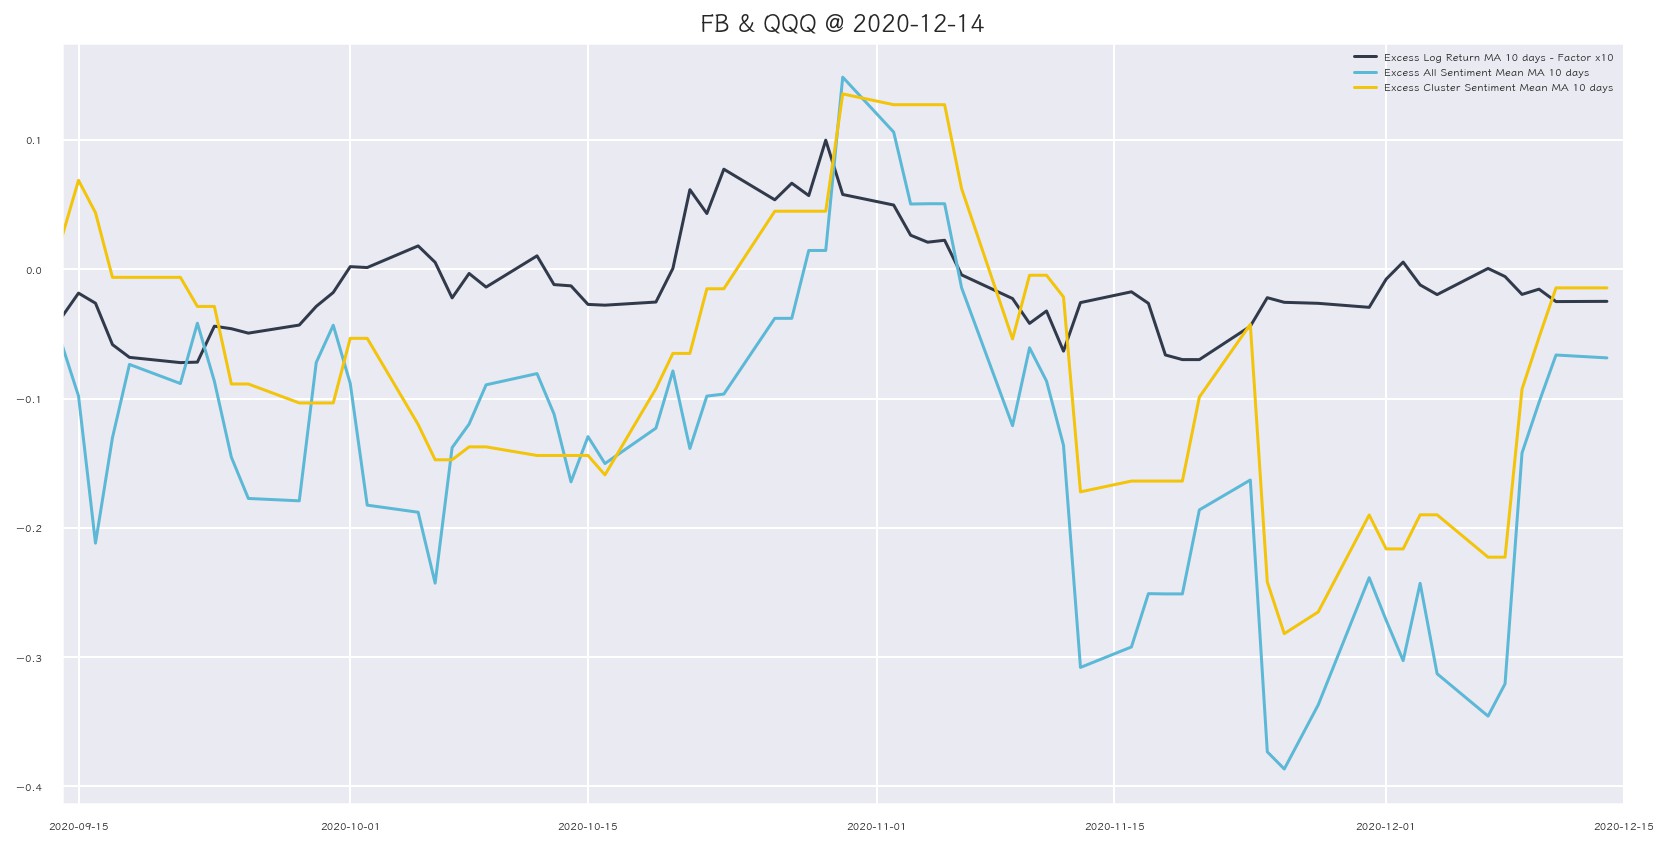 FB & QQQ @ 2020-12-14
Excess Log Return MA 10 days - Factor x10
Excess All Sentiment Mean MA 10 days
Excess Cluster Sentiment Mean MA 10 days
0.1
0.0
−0.1
−0.2
−0.3
−0.4
2020-09-15 2020-10-01 2020-10-15 2020-11-01 2020-11-15 2020-12-01 2020-12-15